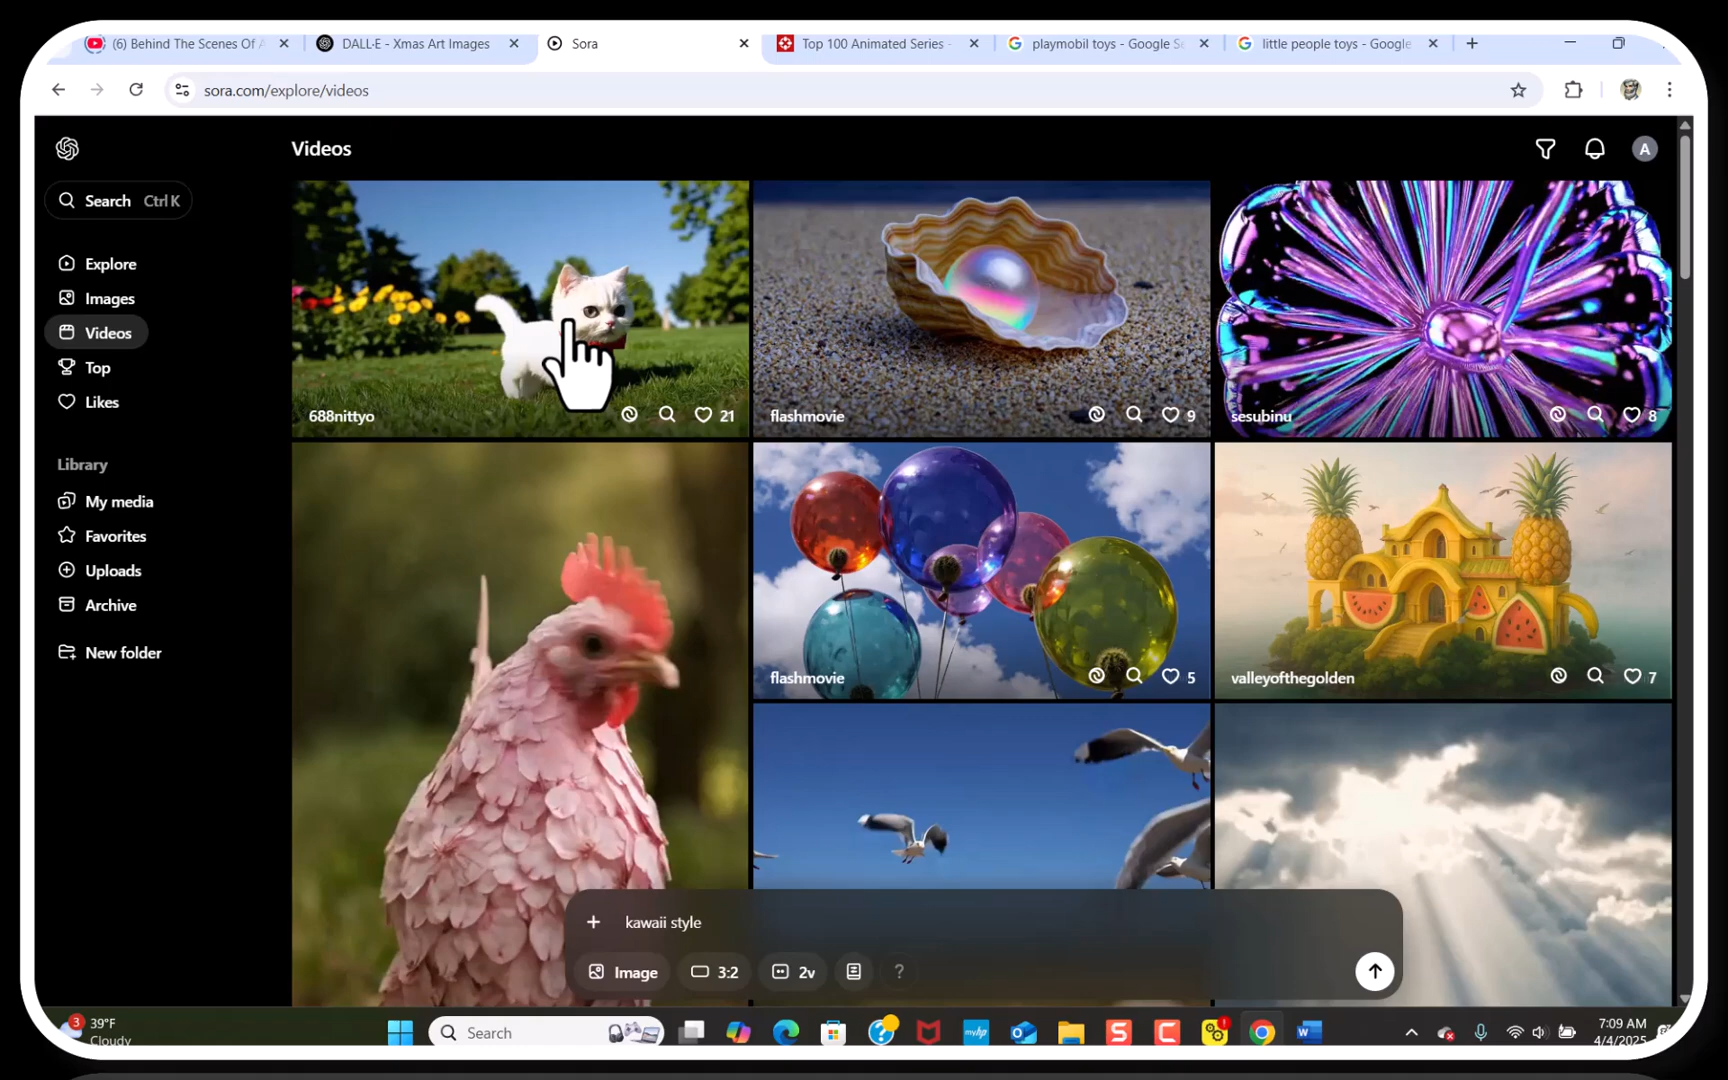 (6) Behind The Scenes Of A
DALL·E - Xmas Art Images
Sora
Top 100 Animated Series -
playmobil toys - Google Se
little people toys - Google
sora.com/explore/videos
Videos
A
Search Ctrl K
Explore
Images
Videos
Top
Likes
Library
My media
Favorites
Uploads
Archive
New folder
688nittyo
21
flashmovie
9
sesubinu
8
flashmovie
5
valleyofthegolden
7
kawaii style
Image
3:2
2v
?
3
39°F
Cloudy
Search
myhp
7:09 AM
4/4/2025